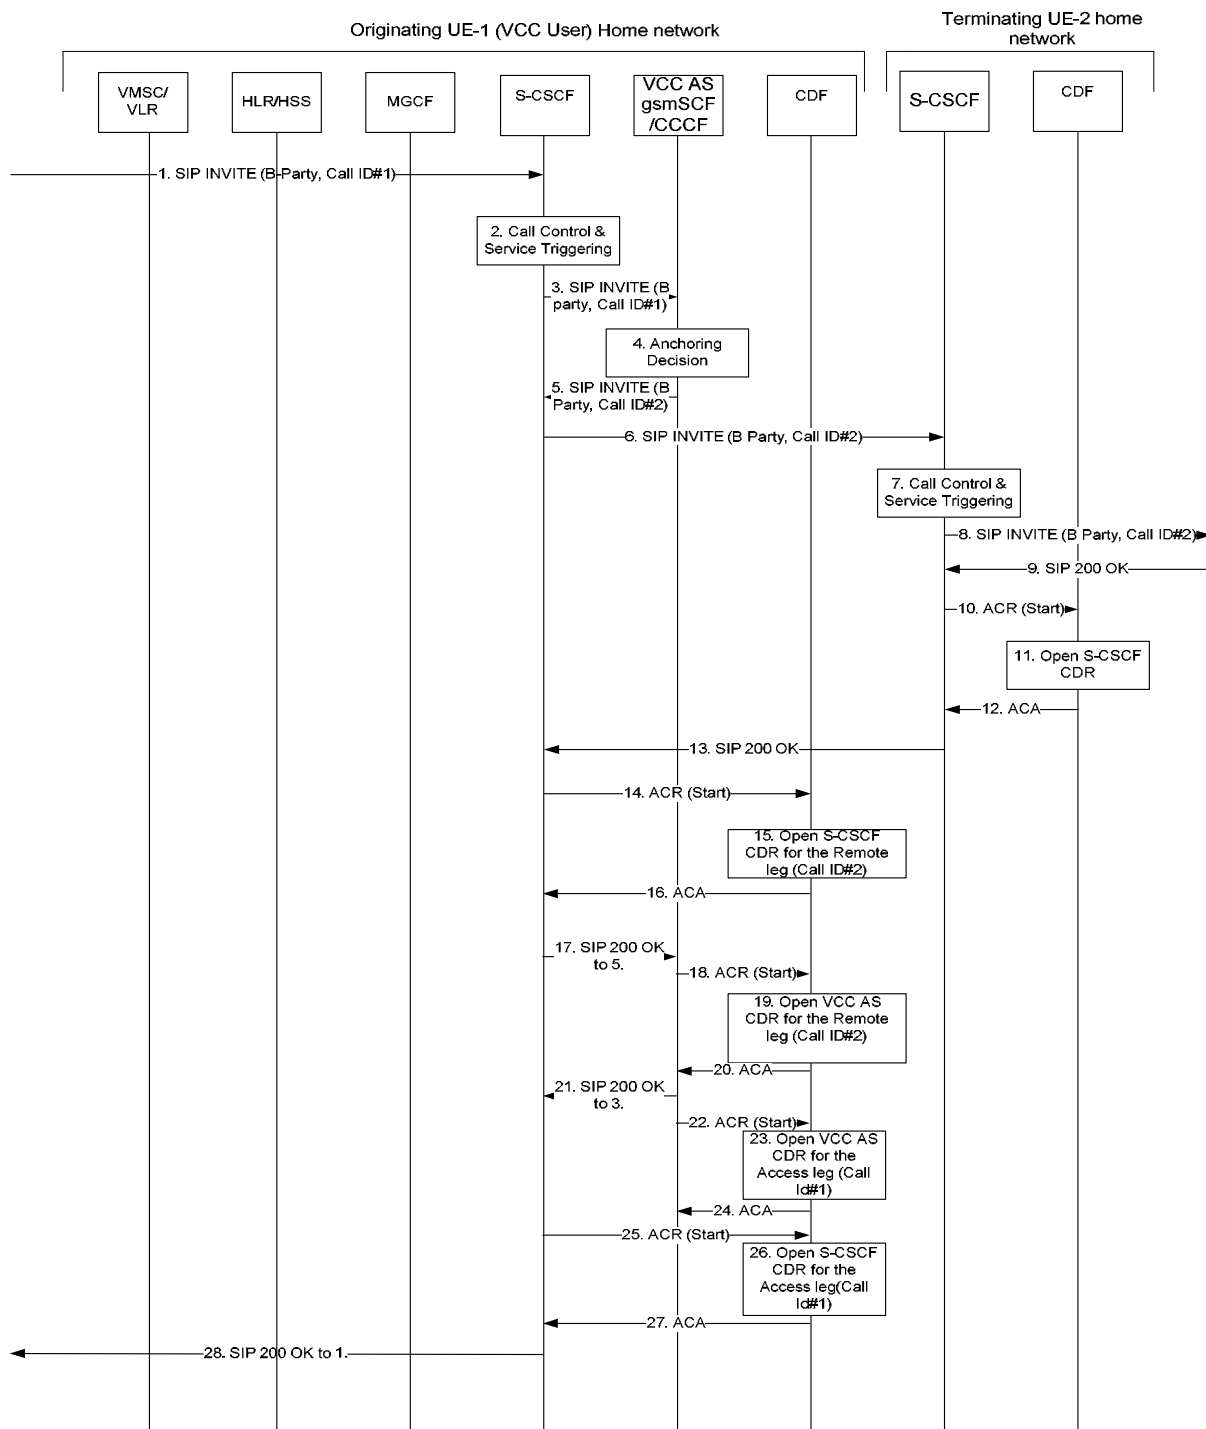 Originating UE-1 (VCC User) Home network
Terminating UE-2 home
network
VMSC/
VLR
HLR/HSS
MGCF
S-CSCF
VCC AS
gsmSCF
/CCCF
CDF
S-CSCF
CDF
1. SIP INVITE (B-Party, Call ID#1)
2. Call Control &
Service Triggering
3. SIP INVITE (B
party, Call ID#1)
4. Anchoring
Decision
5. SIP INVITE (B
Party, Call ID#2)
6. SIP INVITE (B Party, Call ID#2)
7. Call Control &
Service Triggering
8. SIP INVITE (B Party, Call ID#2)
9. SIP 200 OK
10. ACR (Start)
11. Open S-CSCF
CDR
12. ACA
13. SIP 200 OK
14. ACR (Start)
15. Open S-CSCF
CDR for the Remote
leg (Call ID#2)
16. ACA
17. SIP 200 OK
to 5.
18. ACR (Start)
19. Open VCC AS
CDR for the Remote
leg (Call ID#2)
20. ACA
21. SIP 200 OK
to 3.
22. ACR (Start)
23. Open VCC AS
CDR for the
Access leg (Call
Id#1)
24. ACA
25. ACR (Start)
26. Open S-CSCF
CDR for the
Access leg(Call
Id#1)
27. ACA
28. SIP 200 OK to 1.